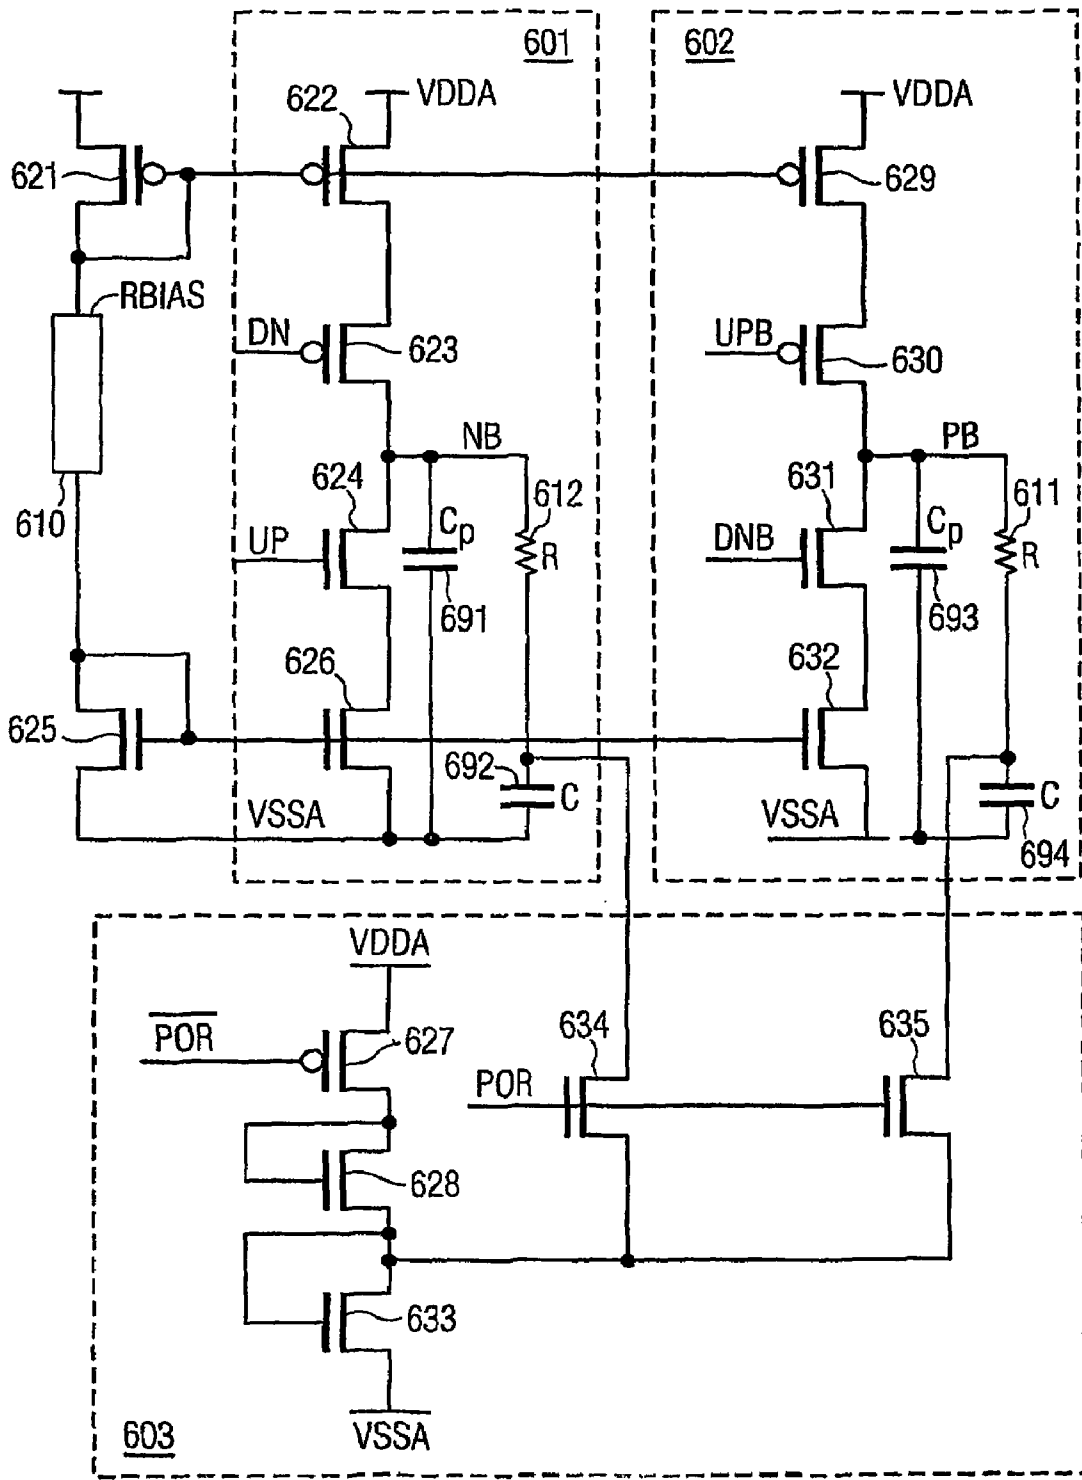 601
602
622
VDDA
VDDA
621
629
RBIAS
DN
623
UPB
630
NB
PB
624
612
631
611
610
UP
Cp
R
DNB
Cp
R
691
693
626
632
625
692
C
C
VSSA
VSSA
694
VDDA
POR
627
634
635
POR
628
633
603
VSSA